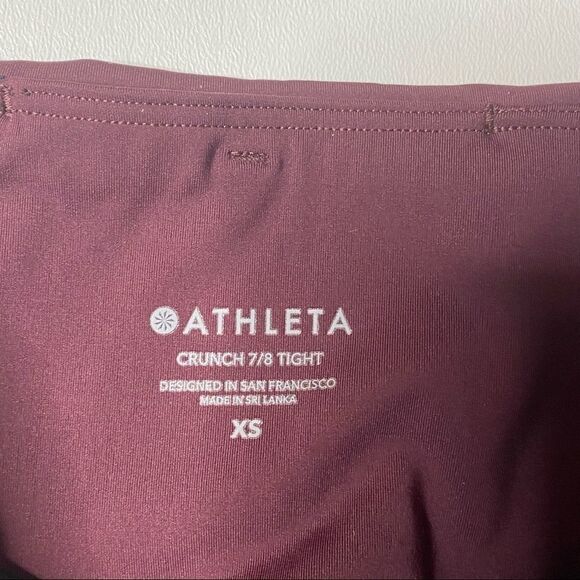 ATHLETA
CRUNCH 7/8 TIGHT
DESIGNED IN SAN FRANCISCO
MADE IN SRI LANKA
XS